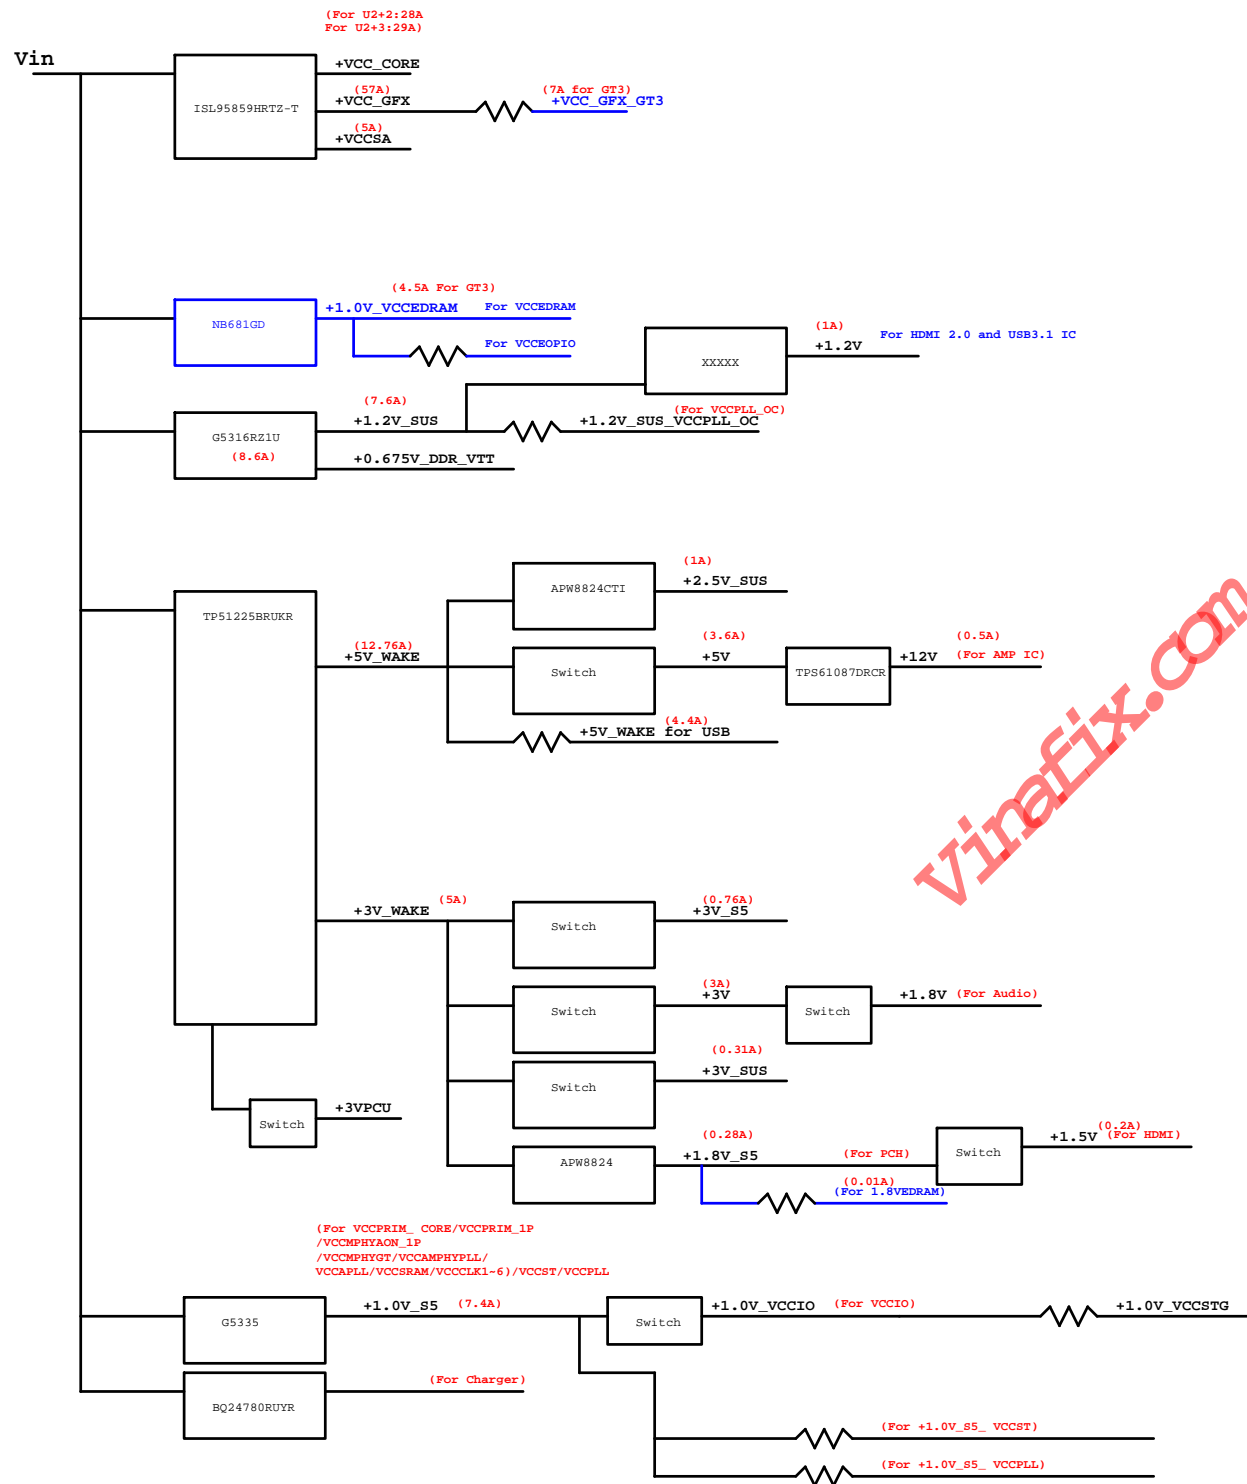 (For U2+2:28A
For U2+3:29A)
Vin
+VCC_CORE
(57A)
(7A for GT3)
ISL95859HRTZ-T
+VCC_GFX
+VCC_GFX_GT3
(5A)
+VCCSA
(4.5A For GT3)
NB681GD
+1.0V_VCCEDRAM
For VCCEDRAM
For VCCEOPIO
(1A)
+1.2V
For HDMI 2.0 and USB3.1 IC
XXXXX
(7.6A)
(For VCCPLL_OC)
G5316RZ1U
+1.2V_SUS
+1.2V_SUS_VCCPLL_OC
(8.6A)
+0.675V_DDR_VTT
(1A)
APW8824CTI
+2.5V_SUS
TP51225BRUKR
(12.76A)
+5V_WAKE
(3.6A)
Switch
+5V
TPS61087DRCR
(0.5A)
+12V
(For AMP IC)
(4.4A)
+5V_WAKE for USB
Vinafix.com
+3V_WAKE
(5A)
(0.76A)
Switch
+3V_S5
(3A)
Switch
+3V
Switch
+1.8V
(For Audio)
(0.31A)
Switch
+3V_SUS
Switch
+3VPCU
(0.28A)
APW8824
+1.8V_S5
(For PCH)
Switch
(0.2A)
+1.5V
(For HDMI)
(0.01A)
(For 1.8VEDRAM)
(For VCCPRIM_ CORE/VCCPRIM_1P
/VCCMPHYAON_1P
/VCCMPHYGT/VCCAMPHYPLL/
VCCAPLL/VCCSRAM/VCCCLK1~6)/VCCST/VCCPLL
G5335
+1.0V_S5
(7.4A)
Switch
+1.0V_VCCIO
(For VCCIO)
+1.0V_VCCSTG
BQ24780RUYR
(For Charger)
(For +1.0V_S5_ VCCST)
(For +1.0V_S5_ VCCPLL)